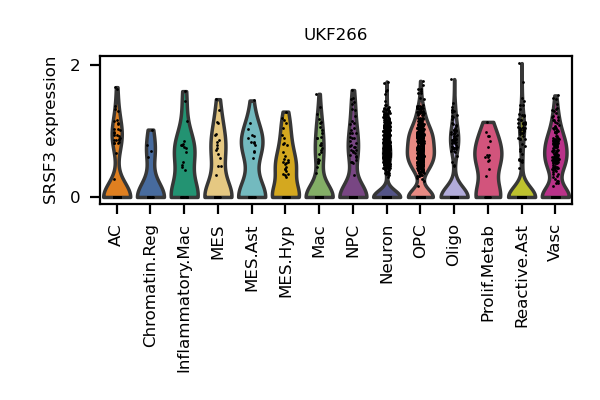 UKF266
SRSF3 expression
2
0
AC
Chromatin.Reg
Inflammatory.Mac
MES
MES.Ast
MES.Hyp
Mac
NPC
Neuron
OPC
Oligo
Prolif.Metab
Reactive.Ast
Vasc